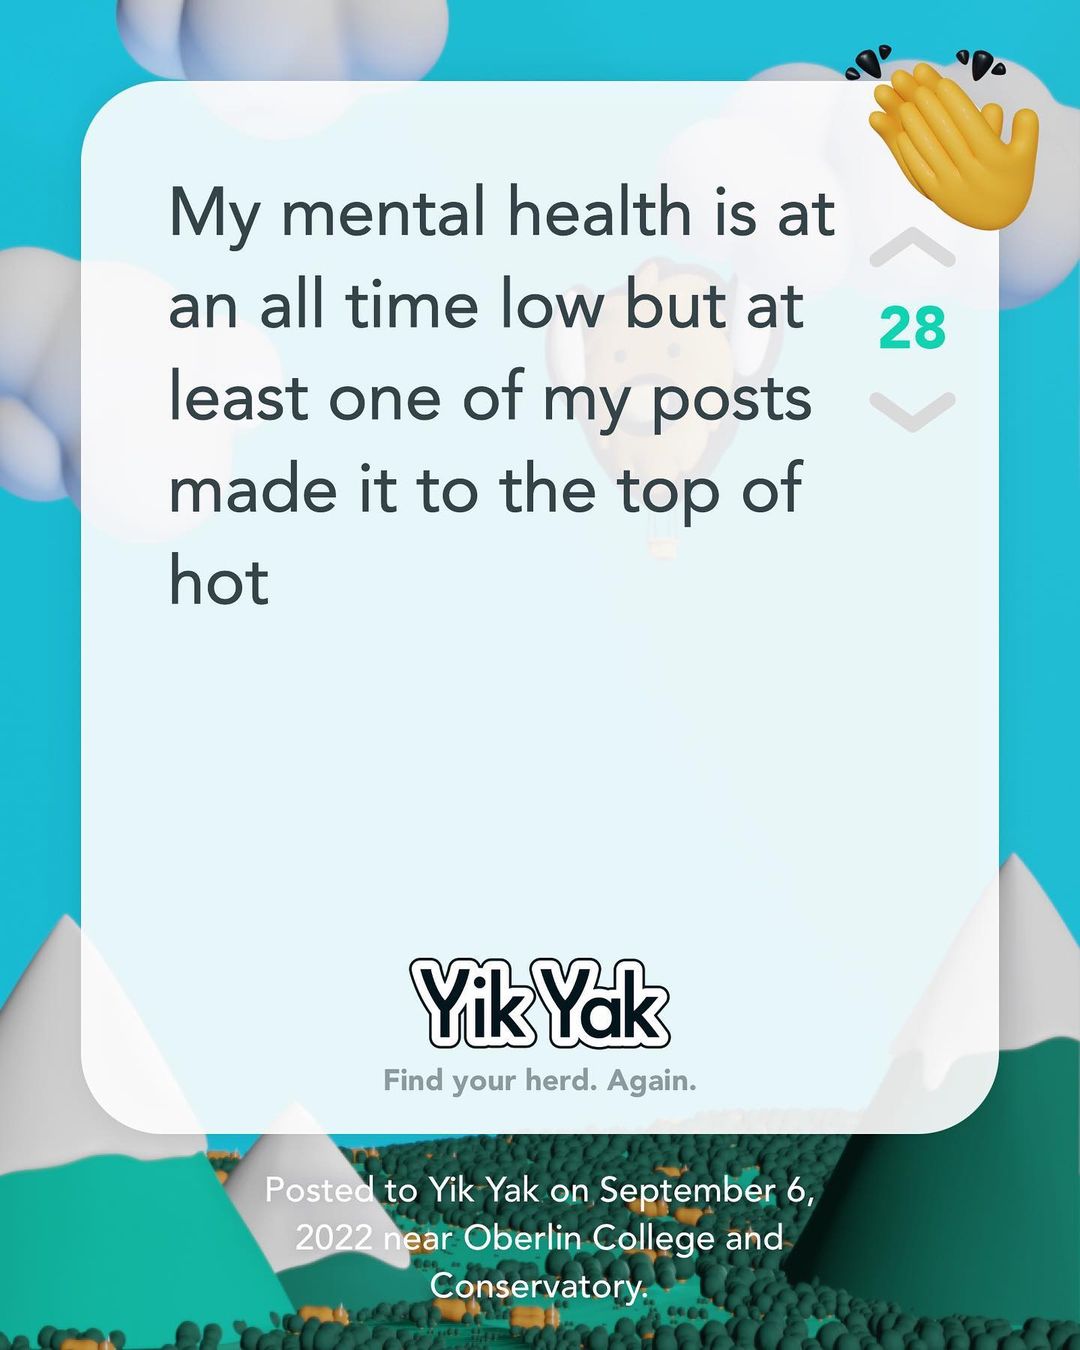 My mental health is at
an all time low but at
least one of my posts
made it to the top of
hot
28
Yik Yak
Find your herd. Again.
Posted to Yik Yak on September 6,
2022 near Oberlin College and
Conservatory.